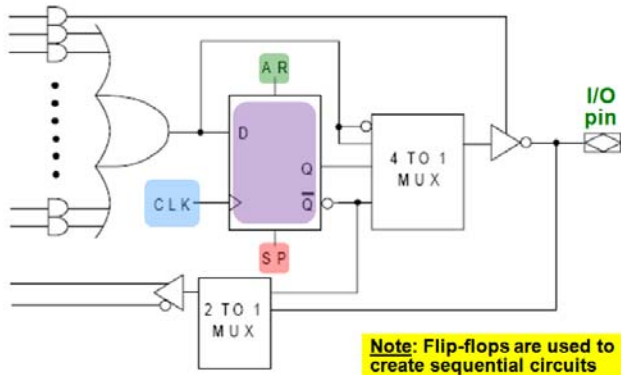 A R
I/O
pin
D
4 TO 1
MUX
Q
CLK
Q
S P
2 TO 1
MUX
Note: Flip-flops are used to
create sequential circuits